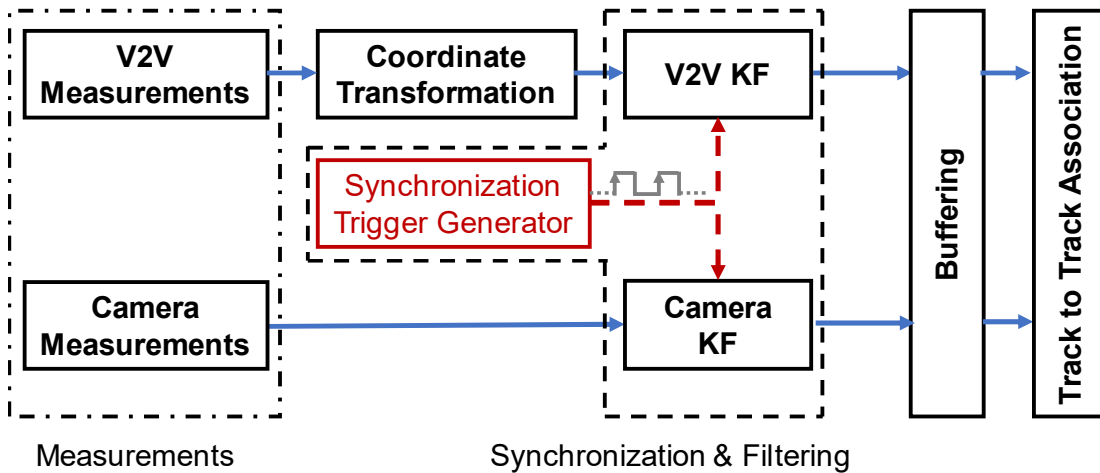 V2V
Measurements
Coordinate
Transformation
V2V KF
Synchronization
Trigger Generator
Camera
Measurements
Camera
KF
Buffering
Track to Track Association
Measurements
Synchronization & Filtering